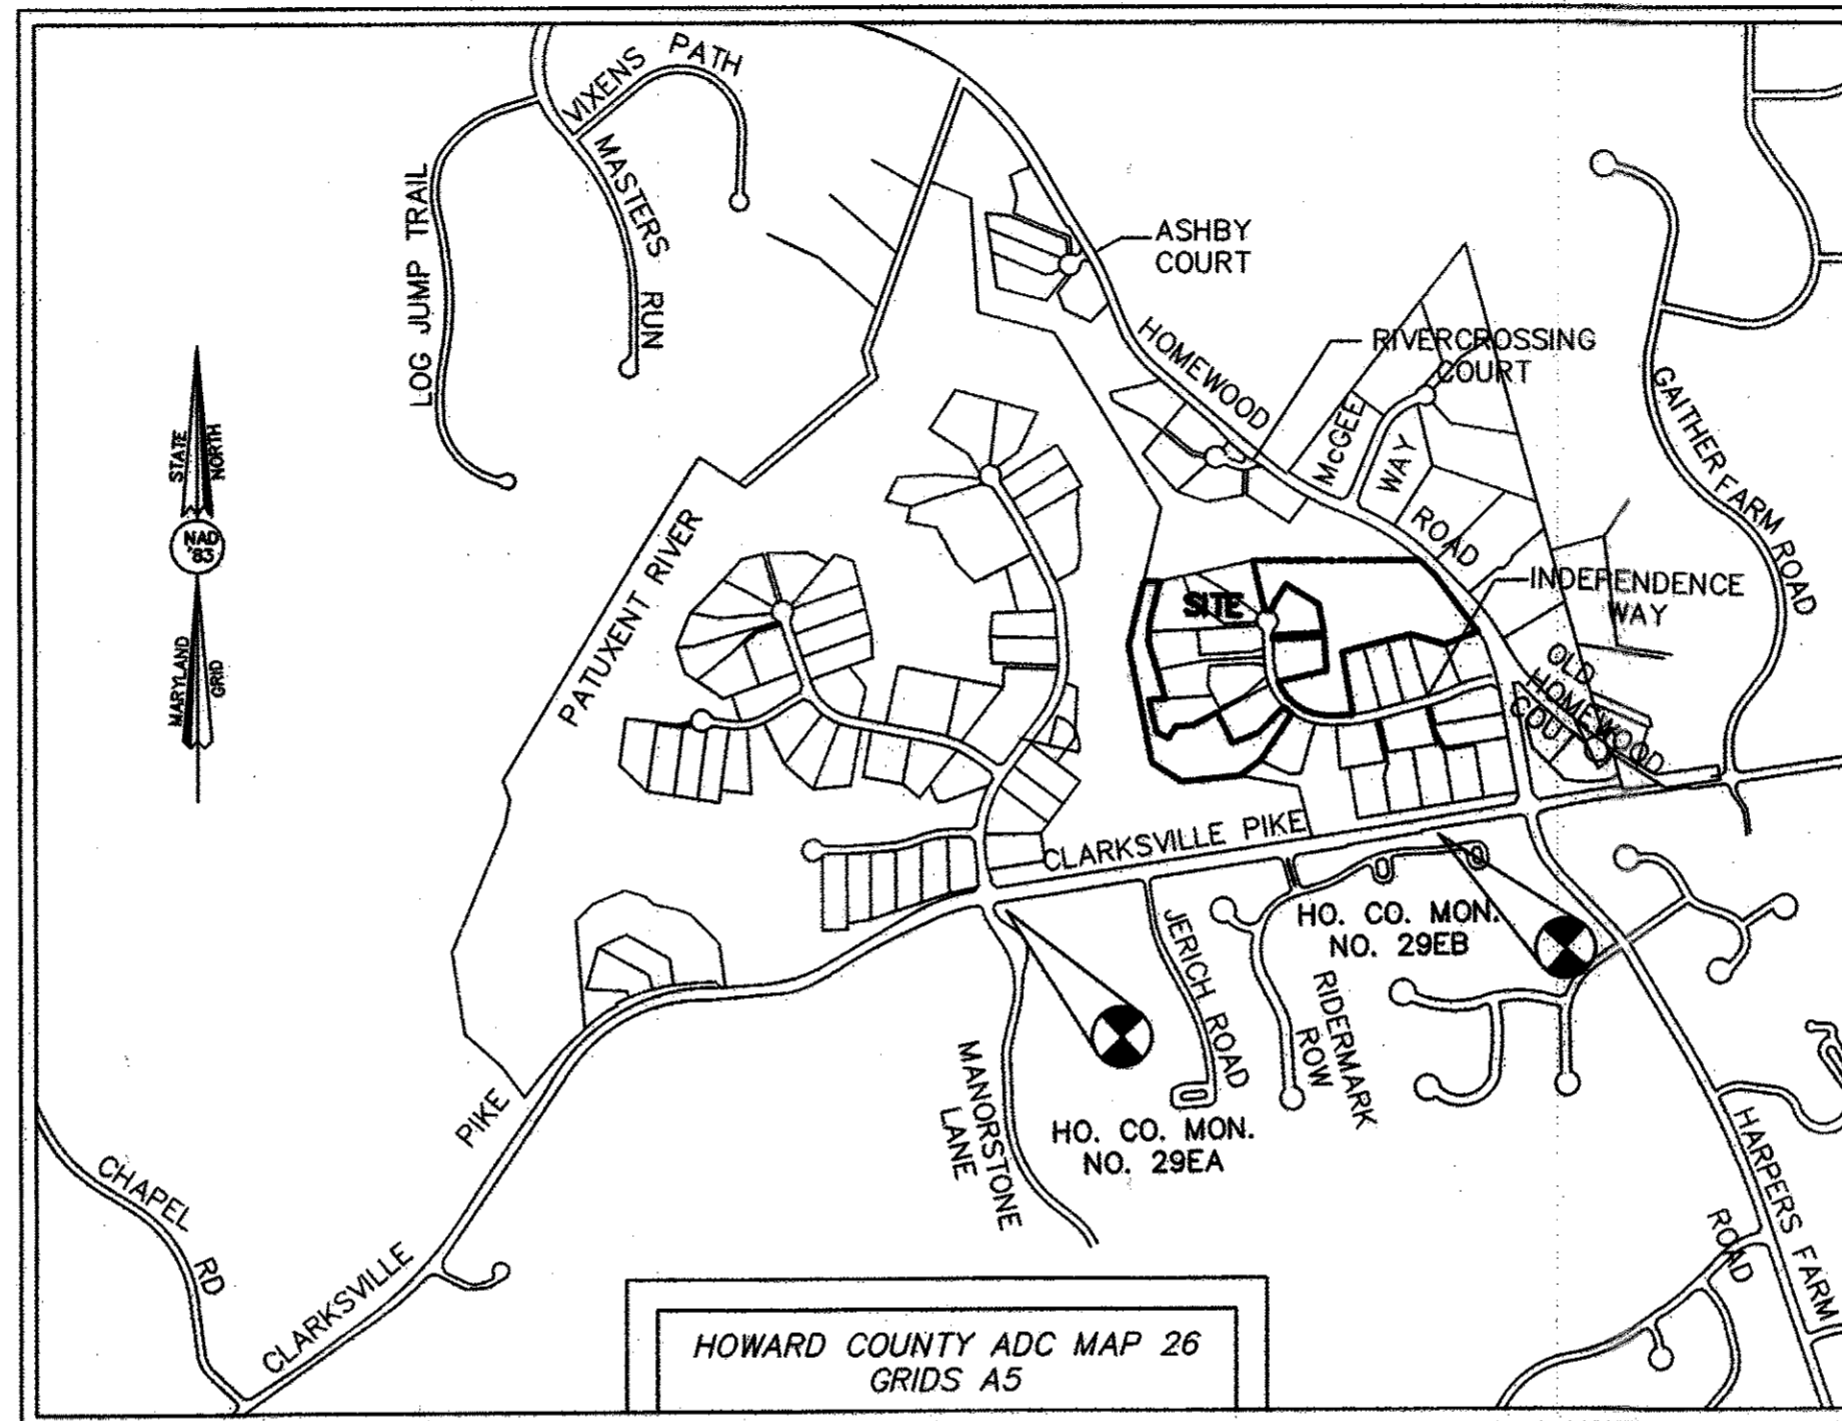 VIXENS PATH
MASTERS RUN
LOG JUMP TRAIL
ASHBY
COURT
HOMEWOOD
ROAD
RIVERCROSSING
COURT
McGEE
WAY
GAITHER FARM ROAD
STATE
NORTH
NAD
'83
MARYLAND
GRID
PATUXENT RIVER
SITE
INDEPENDENCE
WAY
OLD
HOMEWOOD
COU
CLARKSVILLE PIKE
HO. CO. MON.
NO. 29EB
JERICH ROAD
RIDERMARK
ROW
MANORSTONE
LANE
HO. CO. MON.
NO. 29EA
HARPERS FARM
ROAD
CHAPEL
RD
CLARKSVILLE
PIKE
HOWARD COUNTY ADC MAP 26
GRIDS A5